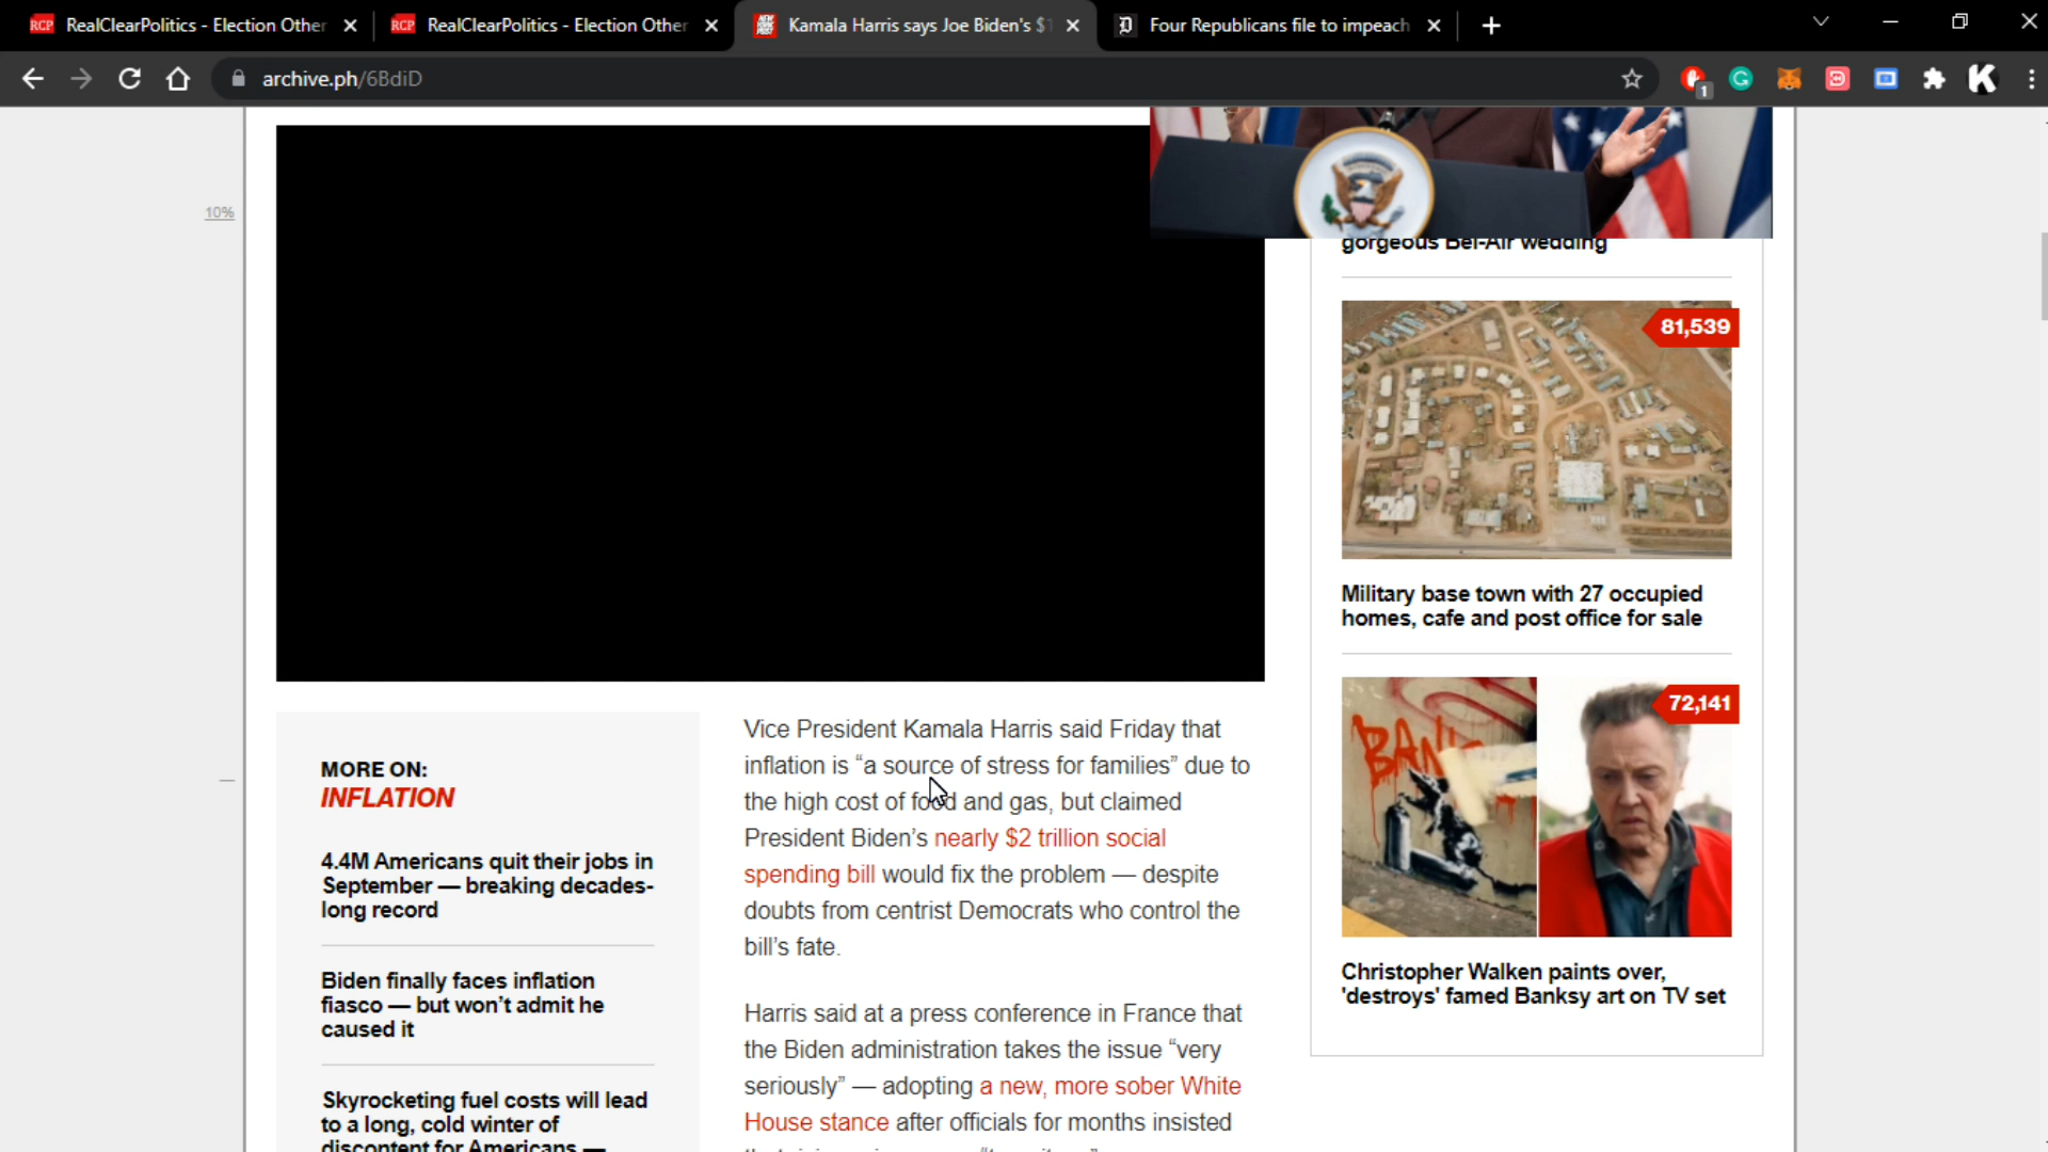 RCP RealClearPolitics - Election Other
RCP RealClearPolitics - Election Other
Kamala Harris says Joe Biden's $1
Four Republicans file to impeach
archive.ph/6BdiD
1
10%
gorgeous Bel-Air wedding
81,539
Military base town with 27 occupied
homes, cafe and post office for sale
72,141
Christopher Walken paints over,
'destroys' famed Banksy art on TV set
MORE ON:
INFLATION
4.4M Americans quit their jobs in
September — breaking decades-
long record
Biden finally faces inflation
fiasco — but won’t admit he
caused it
Skyrocketing fuel costs will lead
to a long, cold winter of
discontent for Americans —
Vice President Kamala Harris said Friday that
inflation is “a source of stress for families” due to
the high cost of food and gas, but claimed
President Biden’s nearly $2 trillion social
spending bill would fix the problem — despite
doubts from centrist Democrats who control the
bill’s fate.
Harris said at a press conference in France that
the Biden administration takes the issue “very
seriously” — adopting a new, more sober White
House stance after officials for months insisted